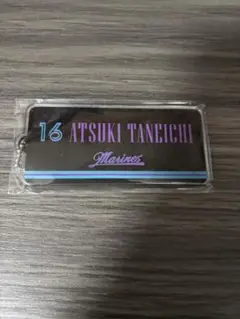 16 ATSUKI TANEICHI
Marines